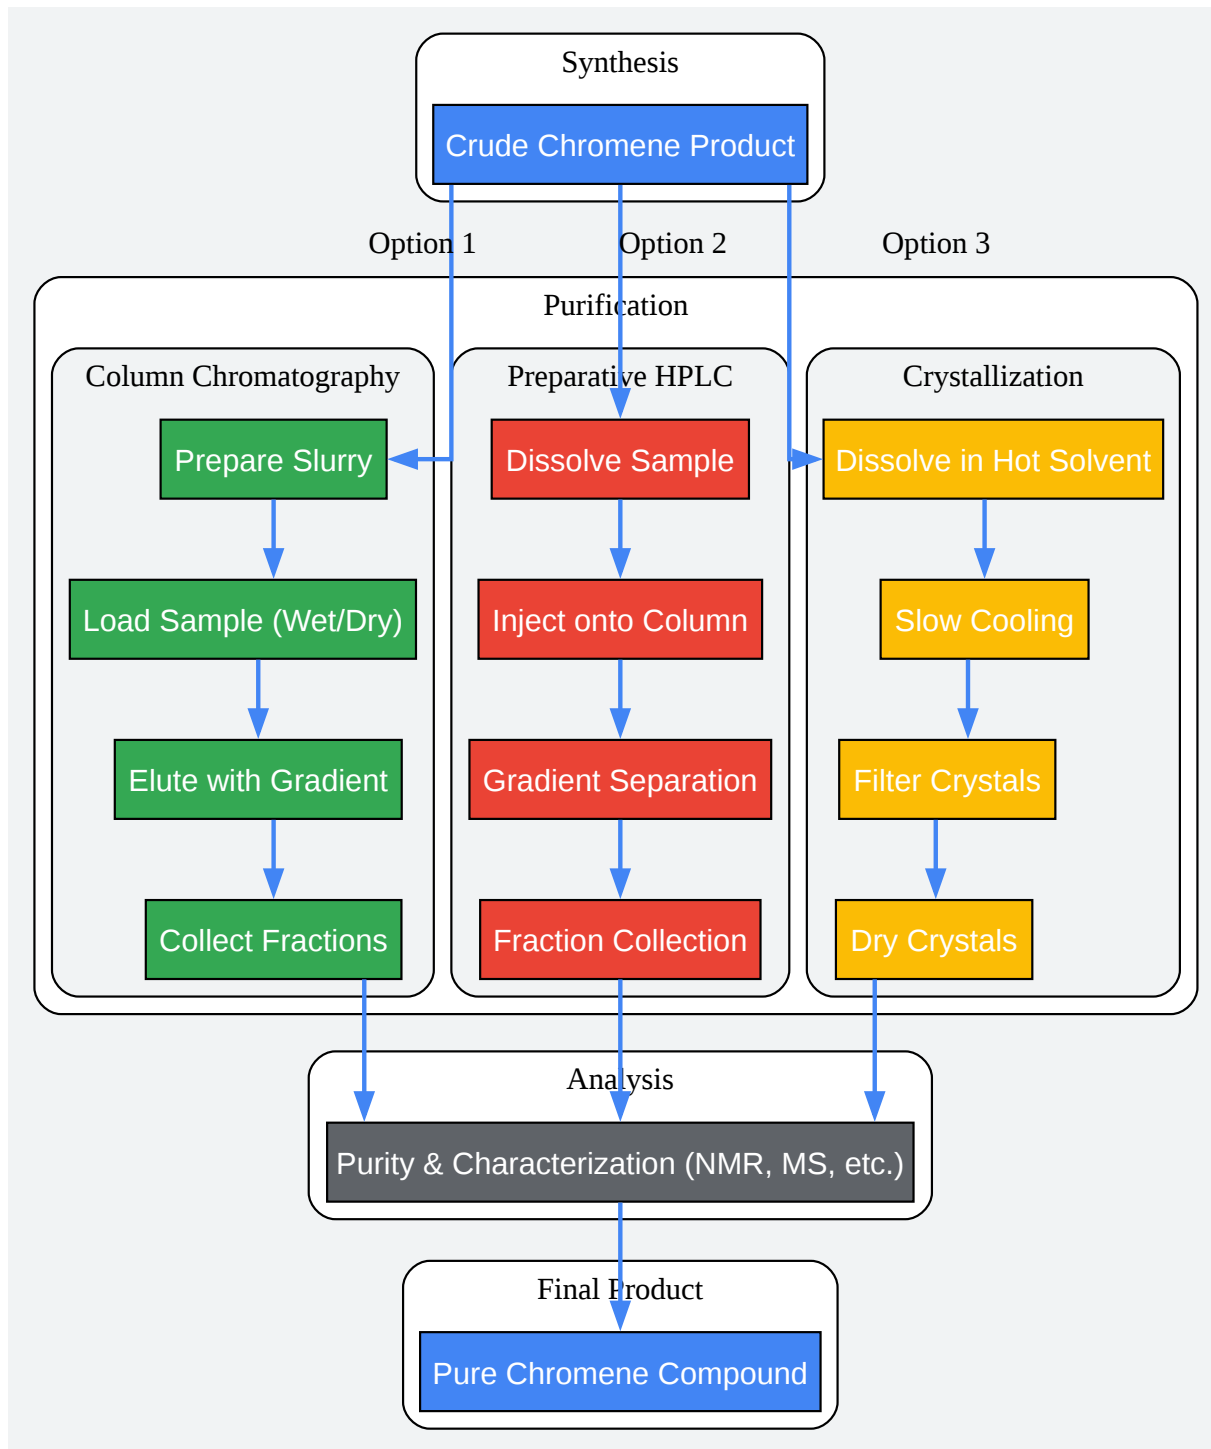 Synthesis
Crude Chromene Product
Option 1
Option 2
Option 3
Purification
Column Chromatography
Prepare Slurry
Load Sample (Wet/Dry)
Elute with Gradient
Collect Fractions
Preparative HPLC
Dissolve Sample
Inject onto Column
Gradient Separation
Fraction Collection
Crystallization
Dissolve in Hot Solvent
Slow Cooling
Filter Crystals
Dry Crystals
Analysis
Purity & Characterization (NMR, MS, etc.)
Final Product
Pure Chromene Compound